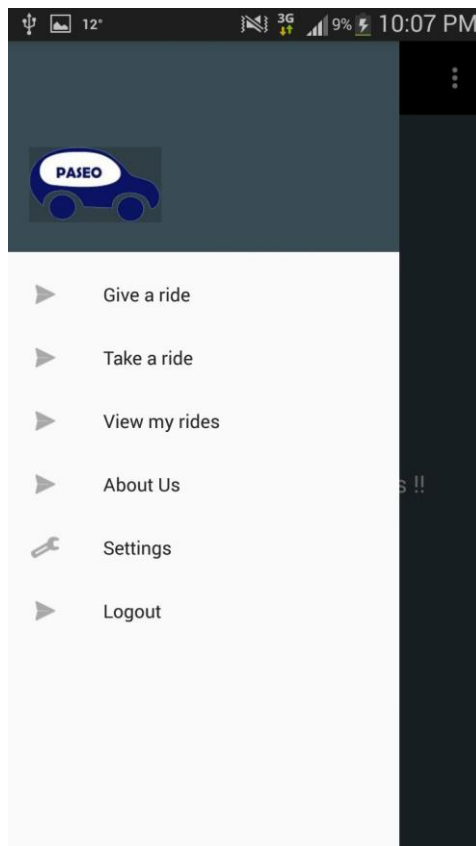 12° 3G 9% 10:07 PM
PASEO
Give a ride
Take a ride
View my rides
About Us
s !!
Settings
Logout